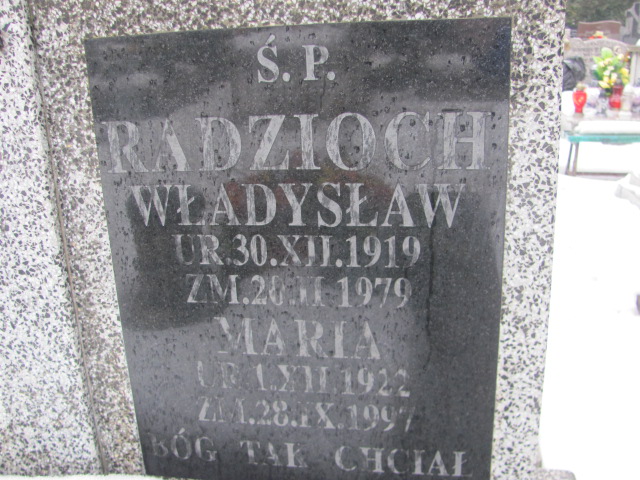 Ś.P.
RADZIOCH
WŁADYSŁAW
UR.30.XII.1919
ZM.20.II.1979
MARIA
UR.1.XII.1922
ZM.28.IX.1997
BÓG TAK CHCIAŁ